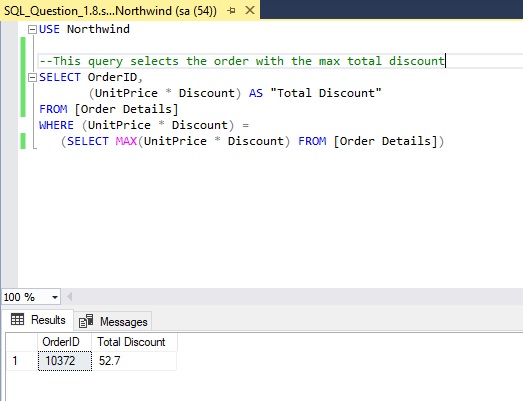 SQL_Question_1.8.s...Northwind (sa (54))
USE Northwind
--This query selects the order with the max total discount
SELECT OrderID,
(UnitPrice * Discount) AS "Total Discount"
FROM [Order Details]
WHERE (UnitPrice * Discount) =
(SELECT MAX(UnitPrice * Discount) FROM [Order Details])
100 %
Results Messages
OrderID Total Discount
1 10372 52.7